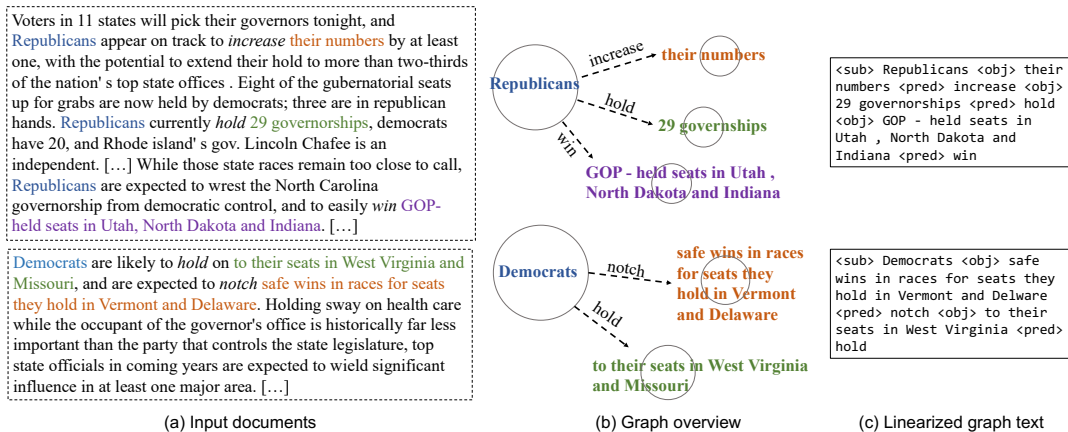 Voters in 11 states will pick their governors tonight, and
Republicans appear on track to increase their numbers by at least
one, with the potential to extend their hold to more than two-thirds
of the nation' s top state offices . Eight of the gubernatorial seats
up for grabs are now held by democrats; three are in republican
hands. Republicans currently hold 29 governorships, democrats
have 20, and Rhode island' s gov. Lincoln Chafee is an
independent. [...] While those state races remain too close to call,
Republicans are expected to wrest the North Carolina
governorship from democratic control, and to easily win GOP-
held seats in Utah, North Dakota and Indiana. [...]
Democrats are likely to hold on to their seats in West Virginia and
Missouri, and are expected to notch safe wins in races for seats
they hold in Vermont and Delaware. Holding sway on health care
while the occupant of the governor's office is historically far less
important than the party that controls the state legislature, top
state officials in coming years are expected to wield significant
influence in at least one major area. [...]
(a) Input documents
Republicans
increase
their numbers
hold
29 governships
win
GOP - held seats in Utah ,
North Dakota and Indiana
Democrats
notch
safe wins in races
for seats they
hold in Vermont
and Delaware
hold
to their seats in West Virginia
and Missouri
(b) Graph overview
<sub> Republicans <obj> their
numbers <pred> increase <obj>
29 governorships <pred> hold
<obj> GOP - held seats in
Utah , North Dakota and
Indiana <pred> win
<sub> Democrats <obj> safe
wins in races for seats they
hold in Vermont and Delware
<pred> notch <obj> to their
seats in West Virginia <pred>
hold
(c) Linearized graph text